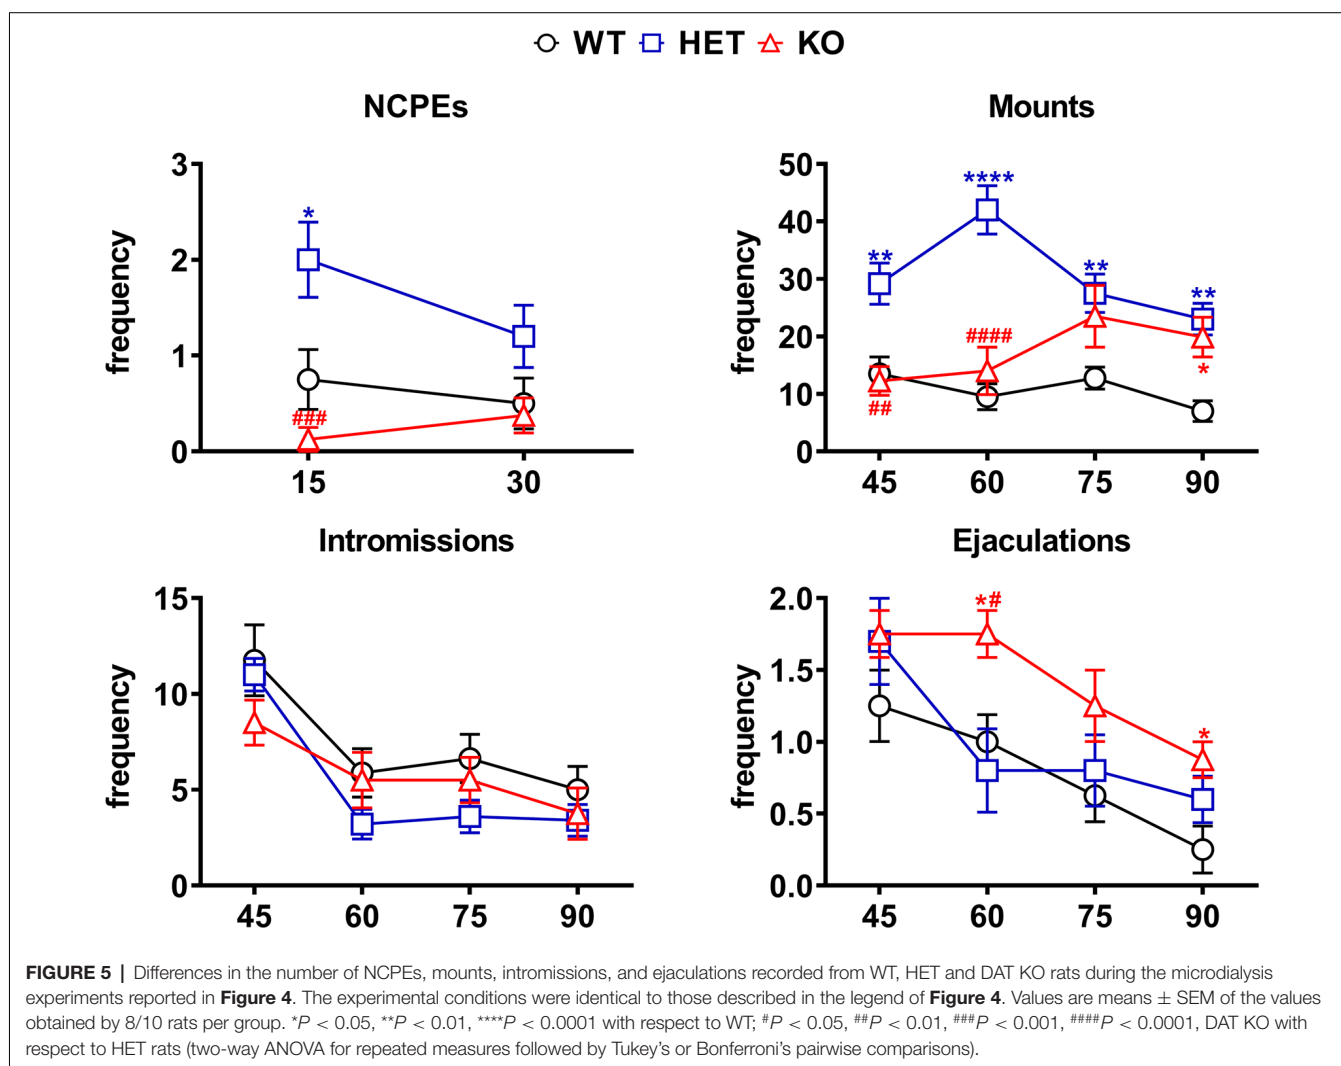 WT HET KO
NCPEs
frequency
3
2
1
0
*
###
15 30
Mounts
frequency
50
40
30
20
10
0
**
****
**
**
##
####
*
45 60 75 90
Intromissions
frequency
15
10
5
0
45 60 75 90
Ejaculations
frequency
2.0
1.5
1.0
0.5
0.0
*#
*
45 60 75 90
FIGURE 5 | Differences in the number of NCPEs, mounts, intromissions, and ejaculations recorded from WT, HET and DAT KO rats during the microdialysis
experiments reported in Figure 4. The experimental conditions were identical to those described in the legend of Figure 4. Values are means ± SEM of the values
obtained by 8/10 rats per group. *P < 0.05, **P < 0.01, ****P < 0.0001 with respect to WT; #P < 0.05, ##P < 0.01, ###P < 0.001, ####P < 0.0001, DAT KO with
respect to HET rats (two-way ANOVA for repeated measures followed by Tukey's or Bonferroni's pairwise comparisons).